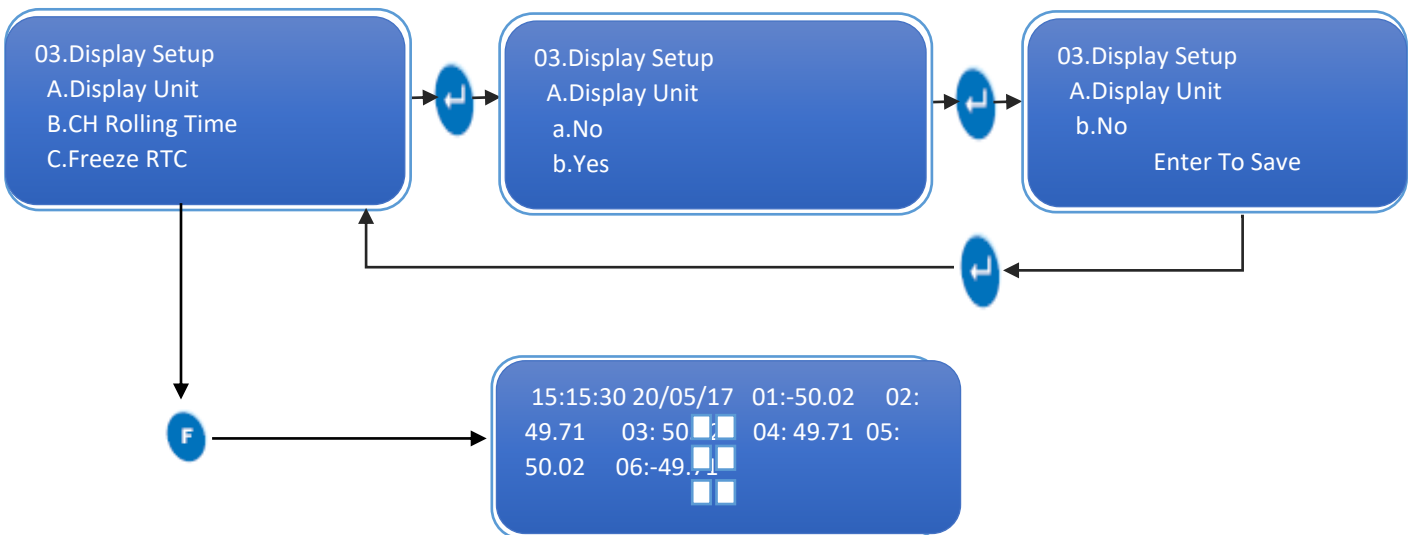 03.Display Setup
A.Display Unit
B.CH Rolling Time
C.Freeze RTC
03.Display Setup
A.Display Unit
a.No
b.Yes
03.Display Setup
A.Display Unit
b.No
Enter To Save
F
15:15:30 20/05/17 01:-50.02 02:
49.71 03: 04: 49.71 05:
50.02 06: